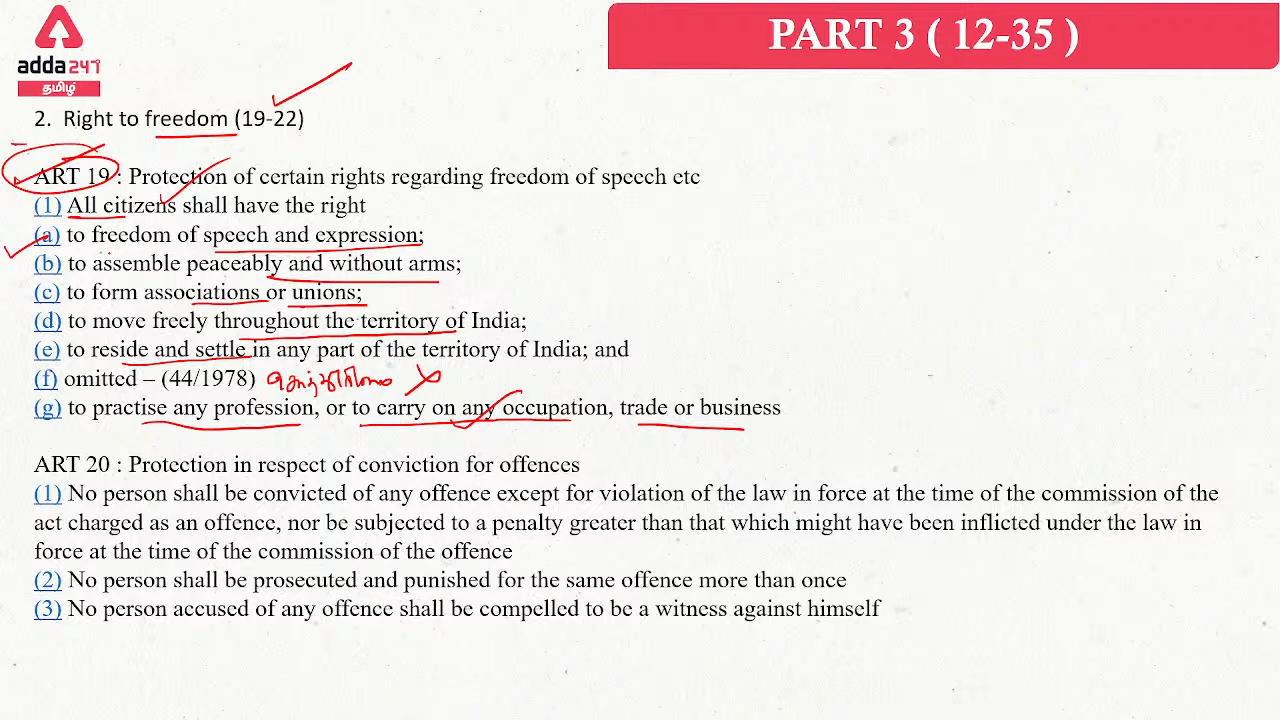 adda247
தமிழ்
PART 3 ( 12-35 )
2. Right to freedom (19-22)
ART 19 : Protection of certain rights regarding freedom of speech etc
(1) All citizens shall have the right
(a) to freedom of speech and expression;
(b) to assemble peaceably and without arms;
(c) to form associations or unions;
(d) to move freely throughout the territory of India;
(e) to reside and settle in any part of the territory of India; and
(f) omitted – (44/1978)
(g) to practise any profession, or to carry on any occupation, trade or business
ART 20 : Protection in respect of conviction for offences
(1) No person shall be convicted of any offence except for violation of the law in force at the time of the commission of the
act charged as an offence, nor be subjected to a penalty greater than that which might have been inflicted under the law in
force at the time of the commission of the offence
(2) No person shall be prosecuted and punished for the same offence more than once
(3) No person accused of any offence shall be compelled to be a witness against himself